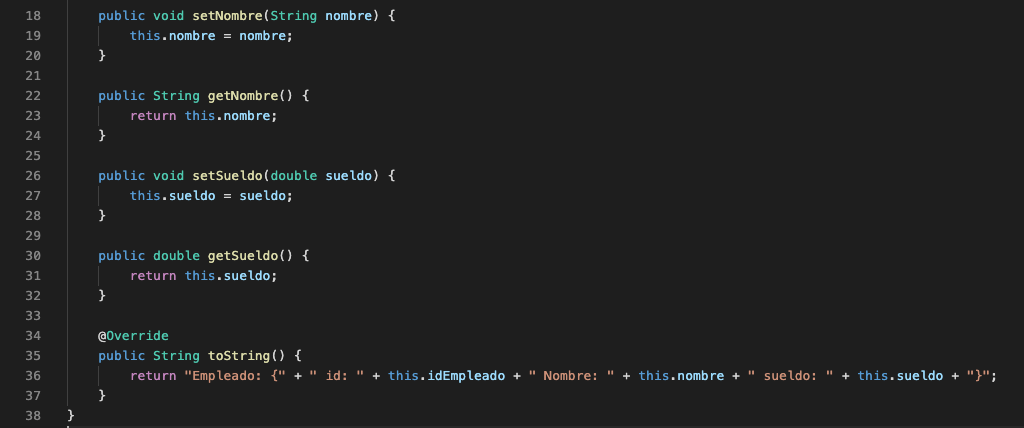 18 public void setNombre(String nombre) {
19 this.nombre = nombre;
20 }
21
22 public String getNombre() {
23 return this.nombre;
24 }
25
26 public void setSueldo(double sueldo) {
27 this.sueldo = sueldo;
28 }
29
30 public double getSueldo() {
31 return this.sueldo;
32 }
33
34 @Override
35 public String toString() {
36 return "Empleado: {" + " id: " + this.idEmpleado + " Nombre: " + this.nombre + " sueldo: " + this.sueldo + "}";
37 }
38 }